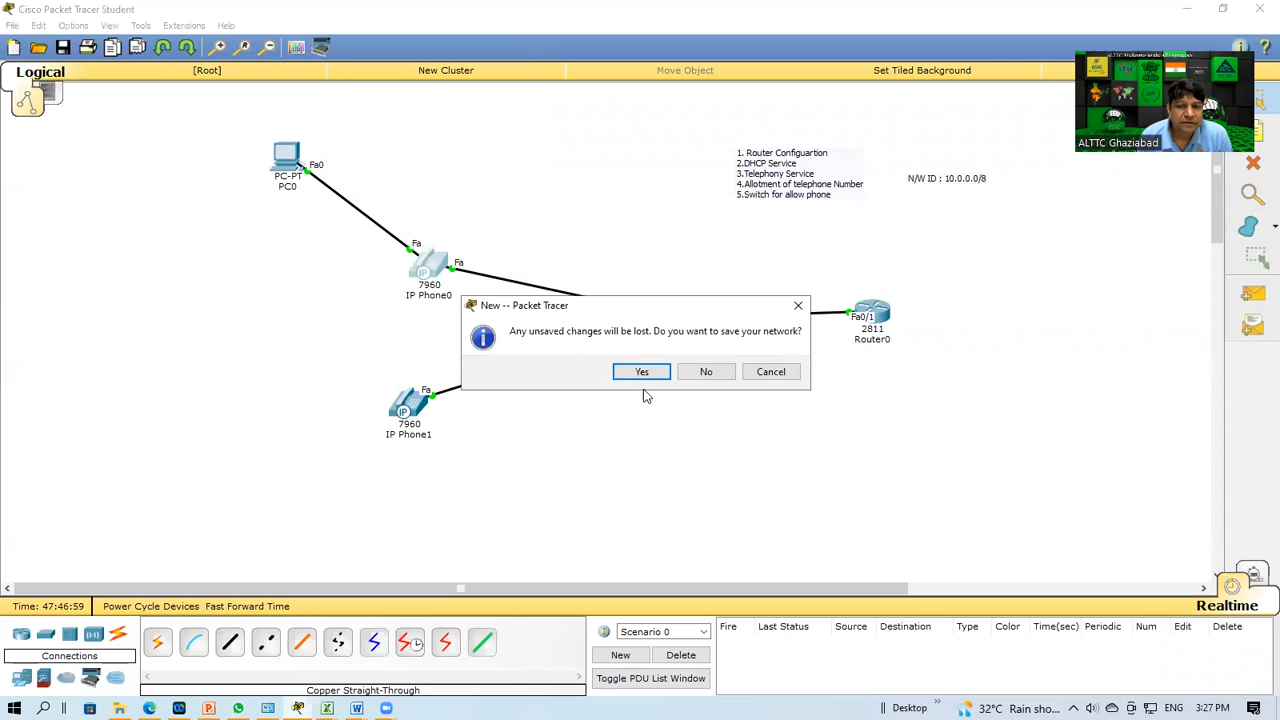 Cisco Packet Tracer Student
File Edit Options View Tools Extensions Help
Logical
[Root]
New Cluster
Move Object
Set Tiled Background
ALTTC Ghaziabad
Fa0
PC-PT
PC0
1. Router Configuartion
2.DHCP Service
3.Telephony Service
4.Allotment of telephone Number
5.Switch for allow phone
N/W ID : 10.0.0.0/8
Fa
Fa
IP
7960
IP Phone0
New -- Packet Tracer
Any unsaved changes will be lost. Do you want to save your network?
Yes No Cancel
Fa0/1
2811
Router0
Fa
IP
7960
IP Phone1
Time: 47:46:59
Power Cycle Devices Fast Forward Time
Realtime
Connections
Copper Straight-Through
Scenario 0
New Delete
Toggle PDU List Window
Fire Last Status Source Destination Type Color Time(sec) Periodic Num Edit Delete
Desktop
32°C Rain sho...
ENG
3:27 PM